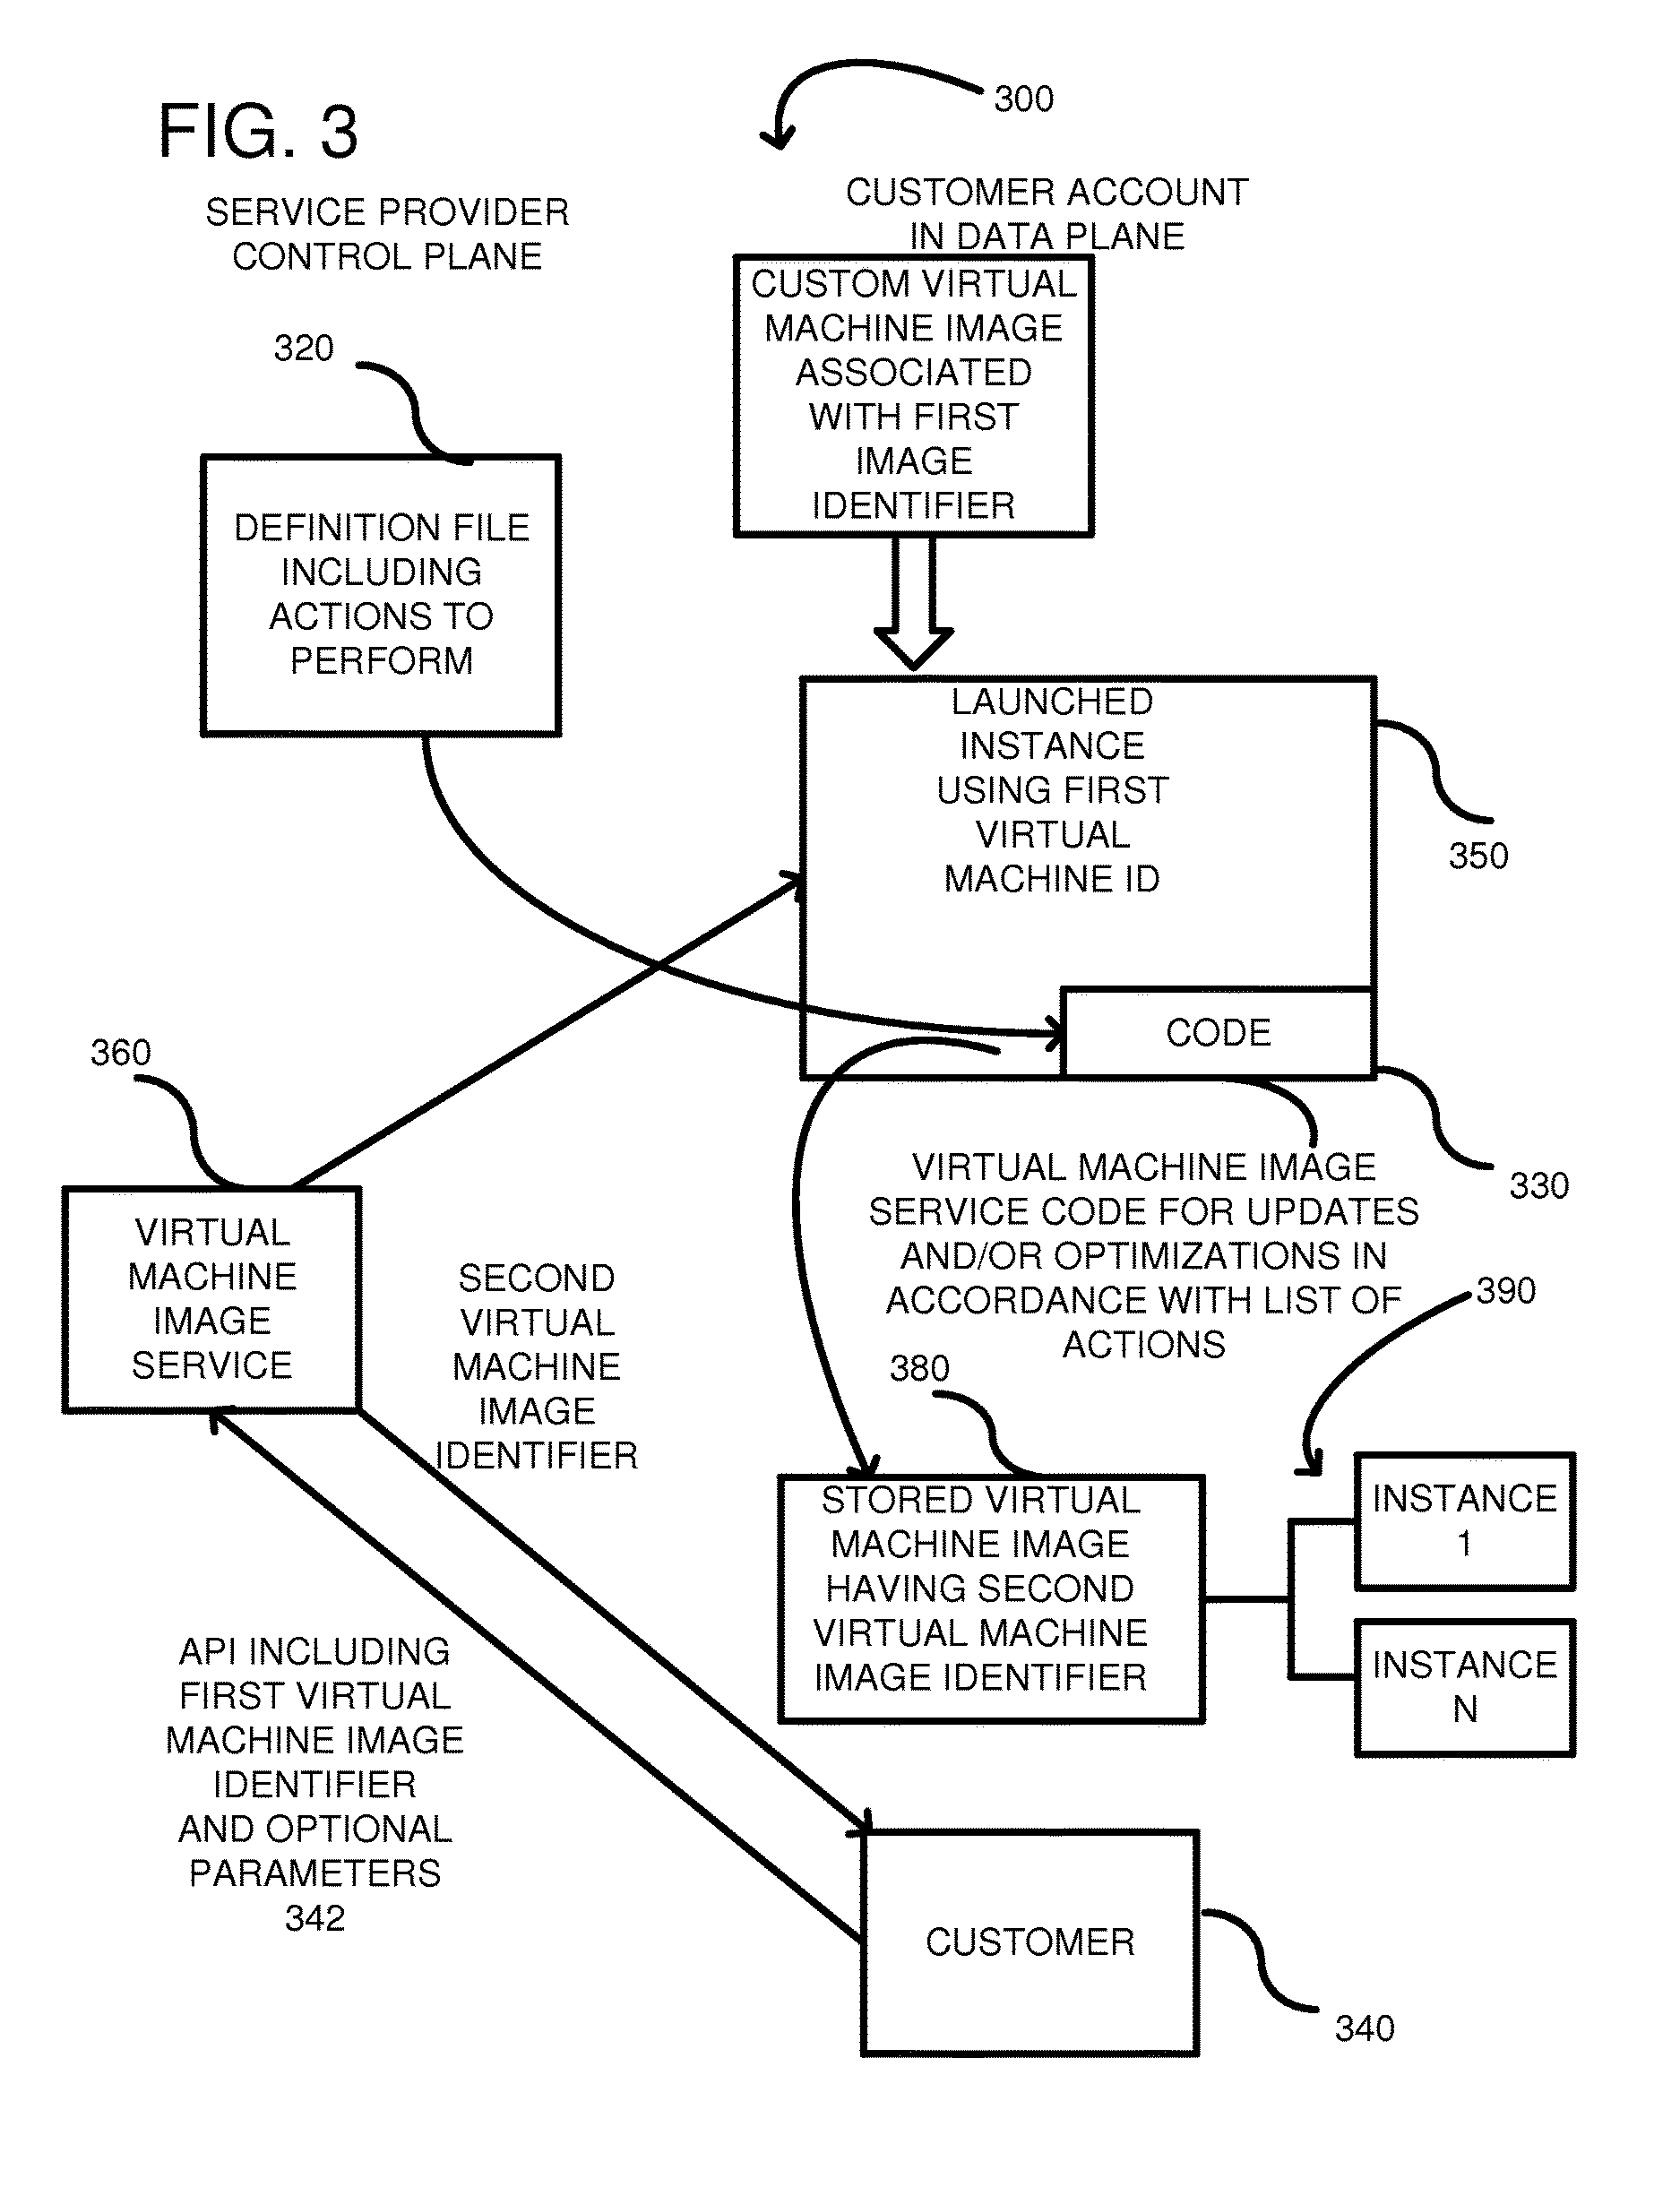 FIG. 3
300
SERVICE PROVIDER
CONTROL PLANE
CUSTOMER ACCOUNT
IN DATA PLANE
CUSTOM VIRTUAL
MACHINE IMAGE
ASSOCIATED
WITH FIRST
IMAGE
IDENTIFIER
320
DEFINITION FILE
INCLUDING
ACTIONS TO
PERFORM
LAUNCHED
INSTANCE
USING FIRST
VIRTUAL
MACHINE ID
350
CODE
330
360
VIRTUAL
MACHINE
IMAGE
SERVICE
SECOND
VIRTUAL
MACHINE
IMAGE
IDENTIFIER
VIRTUAL MACHINE IMAGE
SERVICE CODE FOR UPDATES
AND/OR OPTIMIZATIONS IN
ACCORDANCE WITH LIST OF
ACTIONS
390
380
STORED VIRTUAL
MACHINE IMAGE
HAVING SECOND
VIRTUAL MACHINE
IMAGE IDENTIFIER
INSTANCE
1
INSTANCE
N
API INCLUDING
FIRST VIRTUAL
MACHINE IMAGE
IDENTIFIER
AND OPTIONAL
PARAMETERS
342
CUSTOMER
340